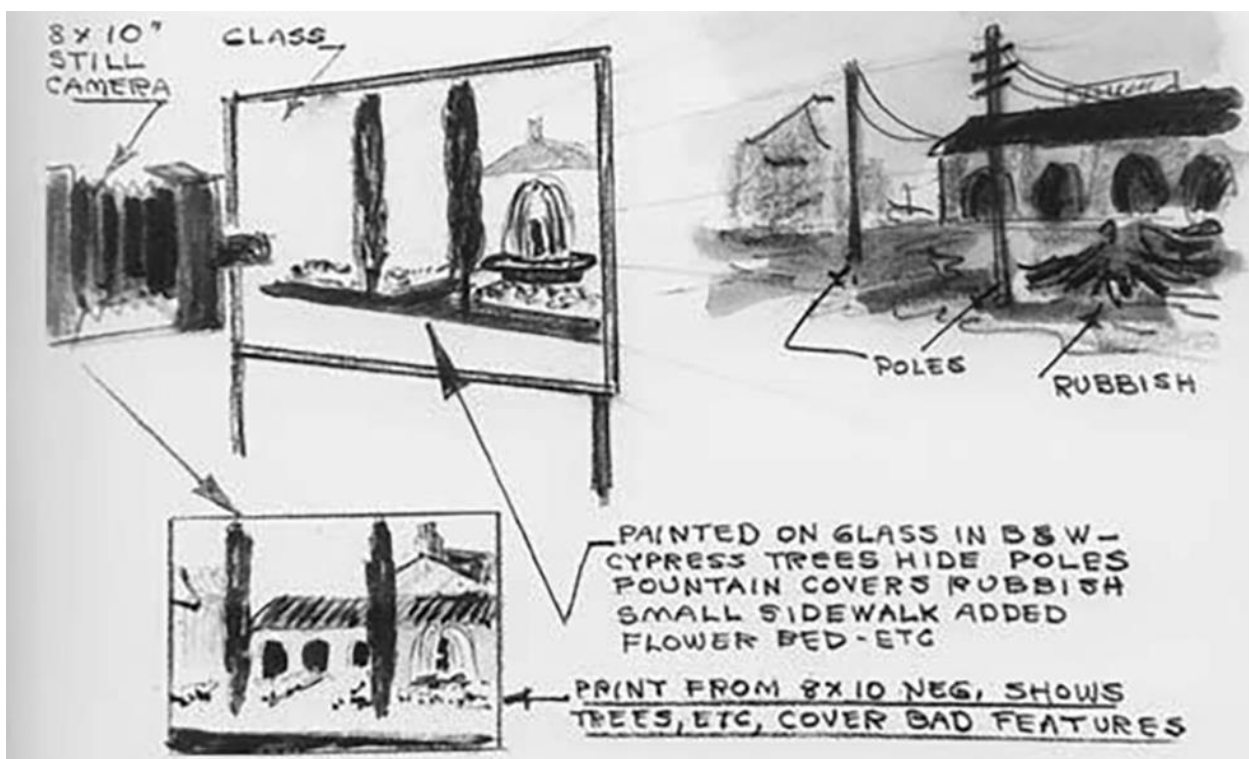 8 X 10"
STILL
CAMERA
GLASS
POLES
RUBBISH
PAINTED ON GLASS IN B&W-
CYPRESS TREES HIDE POLES
FOUNTAIN COVERS RUBBISH
SMALL SIDEWALK ADDED
FLOWER BED - ETC
PRINT FROM 8X10 NEG, SHOWS
TREES, ETC, COVER BAD FEATURES